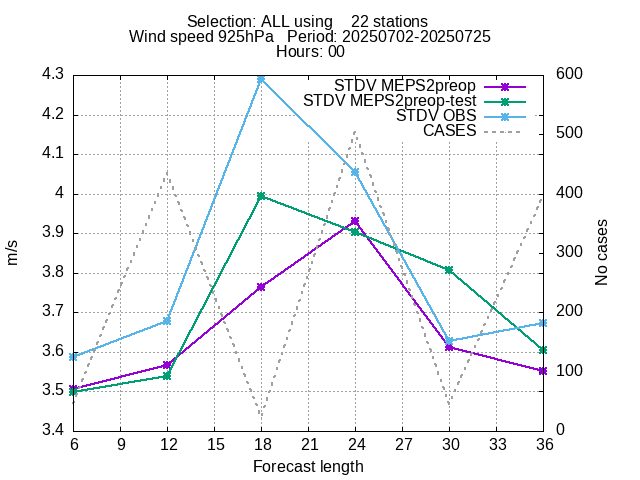 Selection: ALL using    22 stations
Wind speed 925hPa   Period: 20250702-20250725
Hours: 00
STDV MEPS2preop
STDV MEPS2preop-test
STDV OBS
CASES
4.3
4.2
4.1
4
3.9
3.8
3.7
3.6
3.5
3.4
m/s
600
500
400
300
200
100
0
No cases
6 9 12 15 18 21 24 27 30 33 36
Forecast length